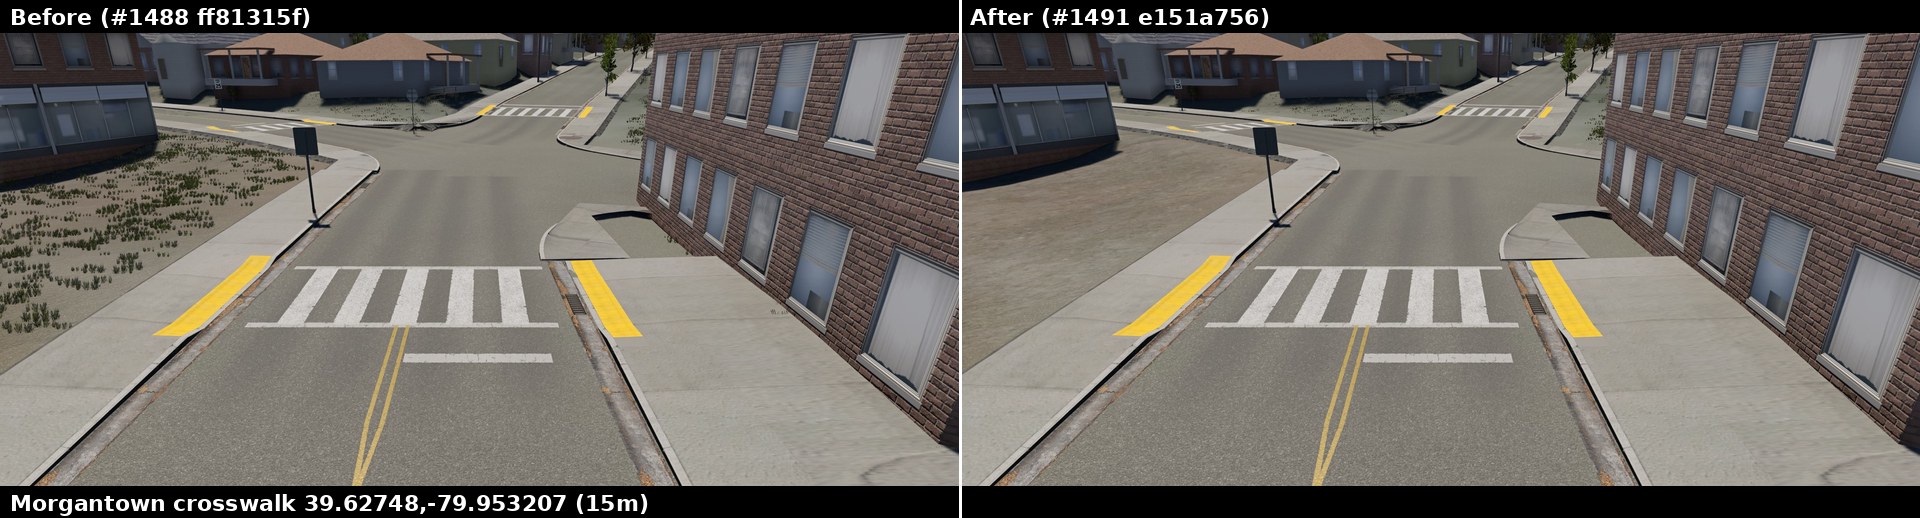 Before (#1488 ff81315f)
After (#1491 e151a756)
Morgantown crosswalk 39.62748,-79.953207 (15m)